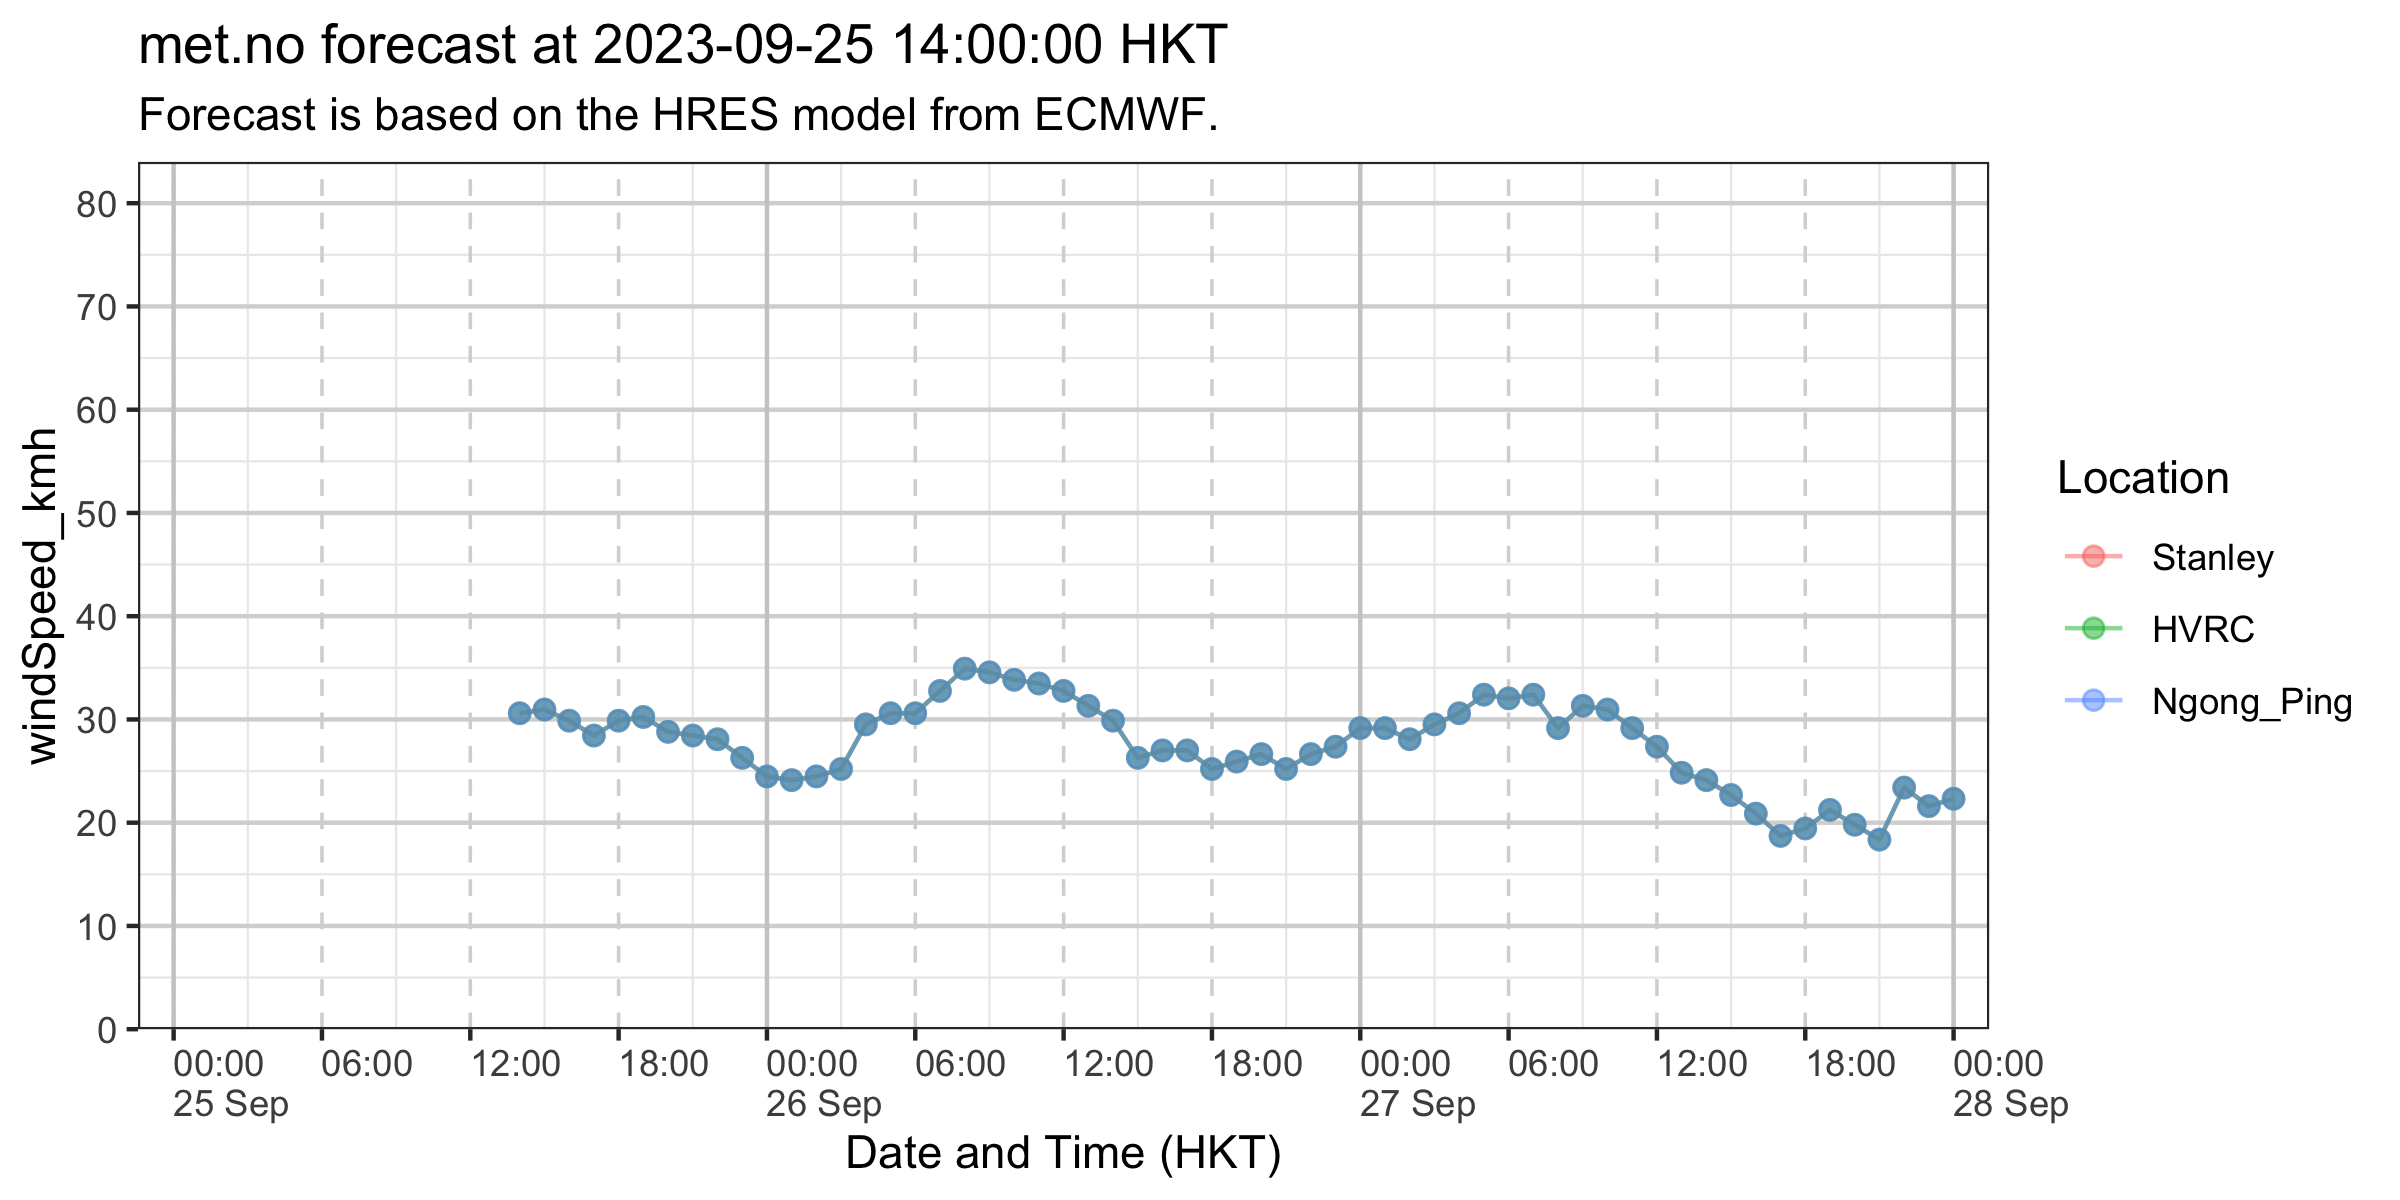 met.no forecast at 2023-09-25 14:00:00 HKT
Forecast is based on the HRES model from ECMWF.
windSpeed_kmh
80
70
60
50
40
30
20
10
0
00:00 06:00 12:00 18:00 00:00 06:00 12:00 18:00 00:00 06:00 12:00 18:00 00:00
25 Sep 26 Sep 27 Sep 28 Sep
Date and Time (HKT)
Location
Stanley
HVRC
Ngong_Ping